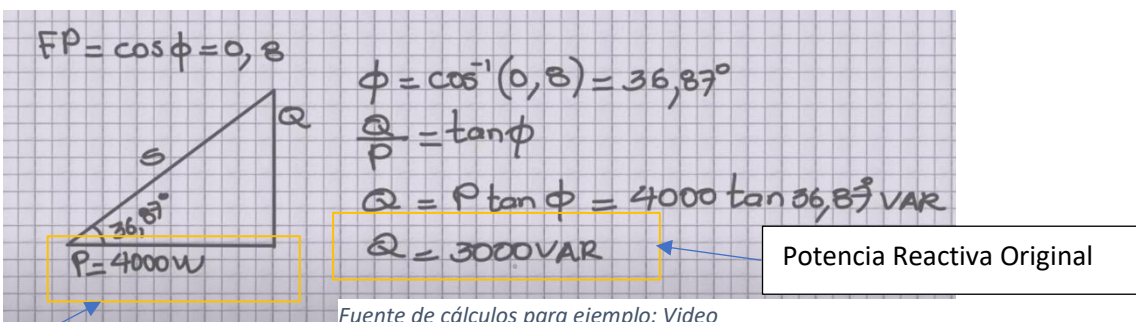 FP = cos ϕ = 0,8
ϕ = cos⁻¹(0,8) = 36,87°
Q
Q/P = tan ϕ
S
36,87°
Q = P tan ϕ = 4000 tan 36,87° VAR
P = 4000W
Q = 3000VAR
Potencia Reactiva Original
Fuente de cálculos para ejemplo: Video